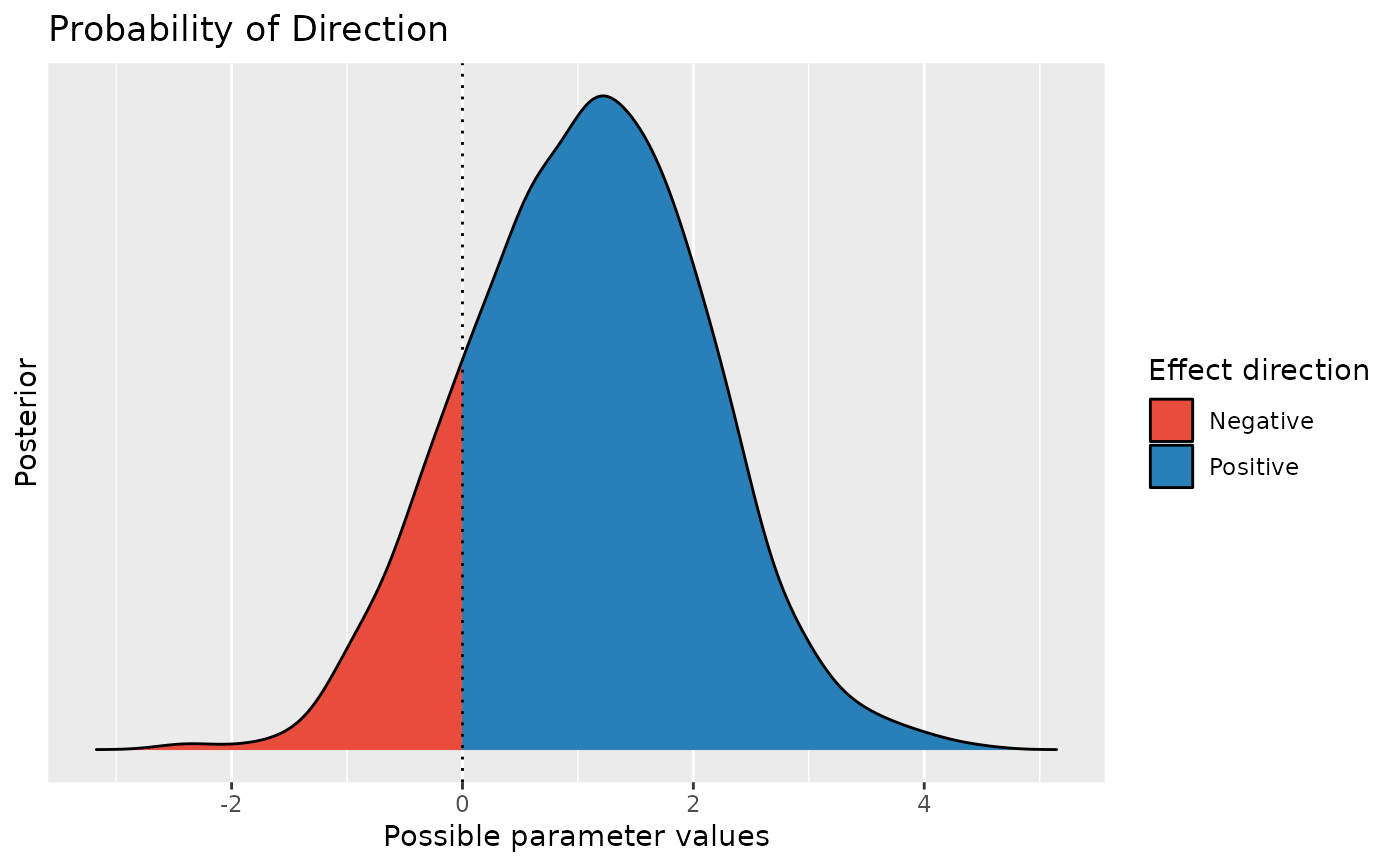 Probability of Direction
Posterior
Effect direction
Negative
Positive
-2
0
2
4
Possible parameter values